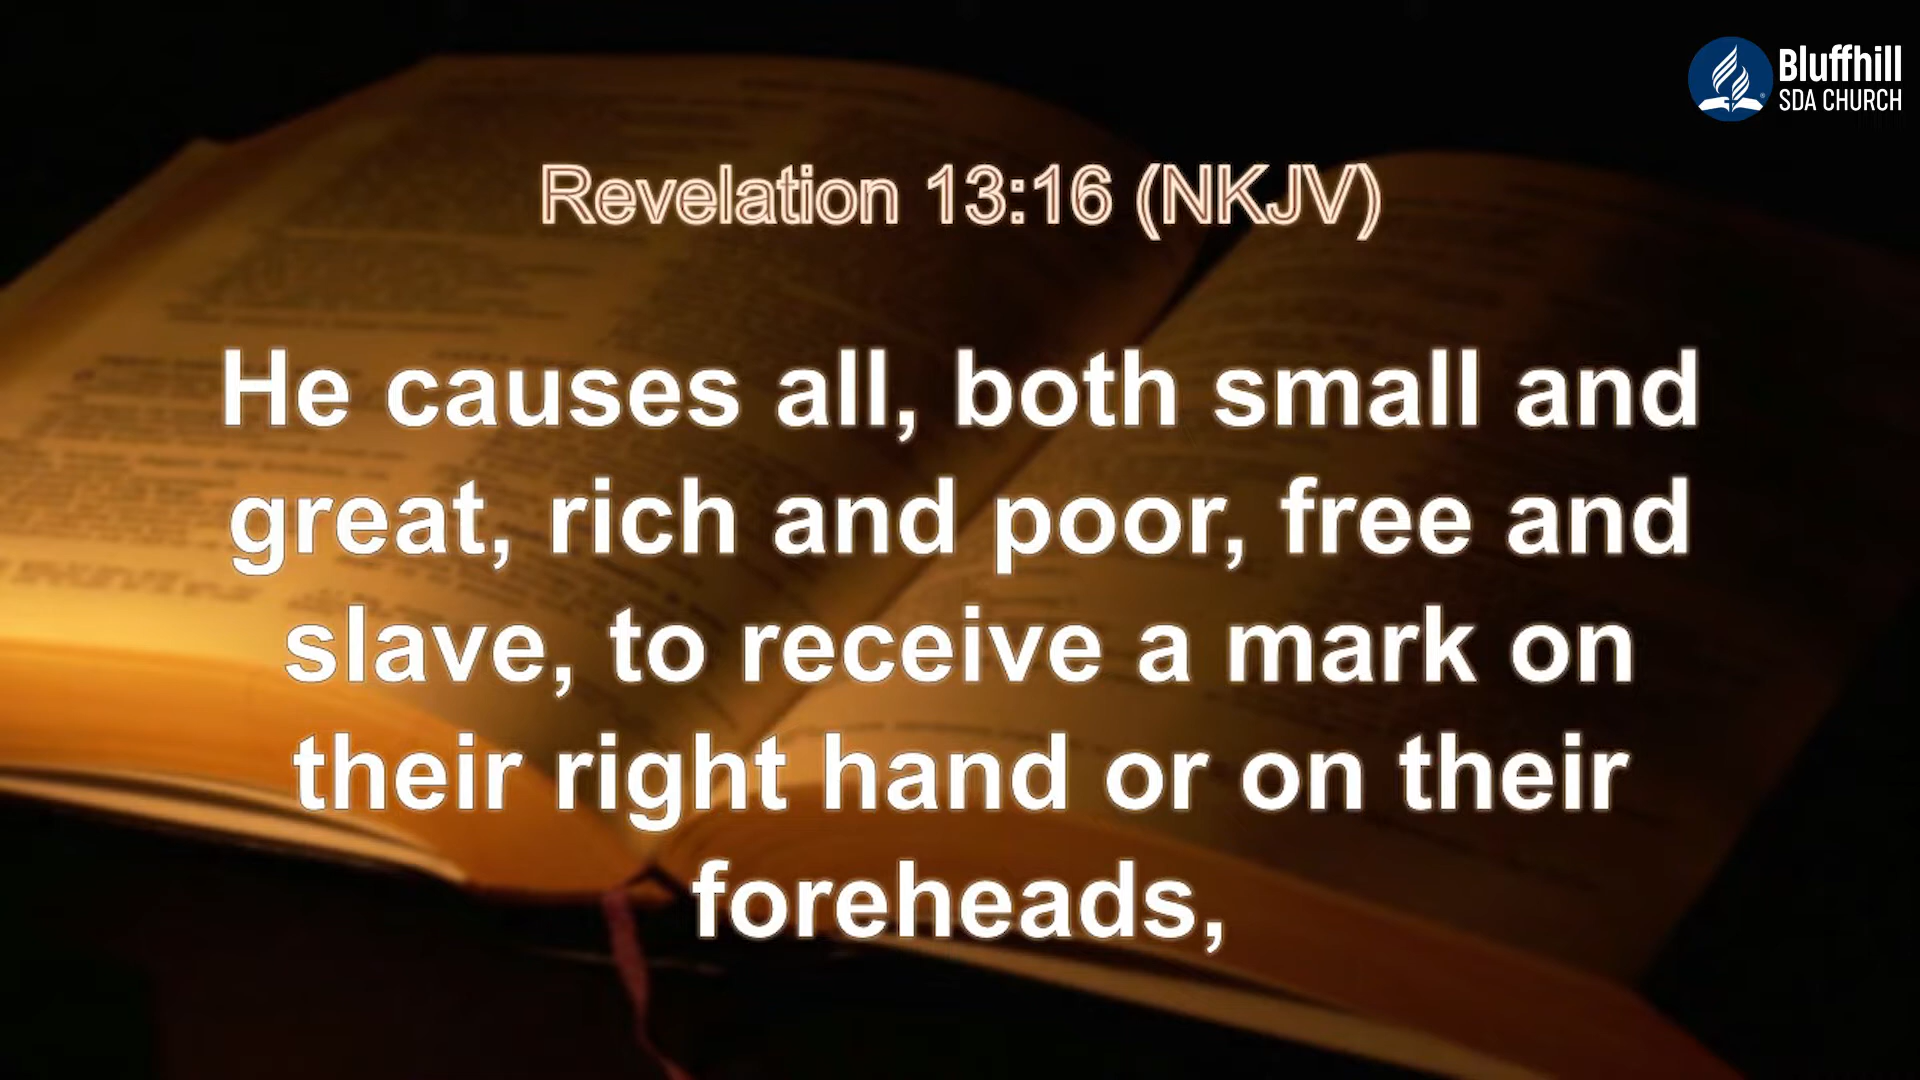 Bluffhill
SDA CHURCH
Revelation 13:16 (NKJV)
He causes all, both small and
great, rich and poor, free and
slave, to receive a mark on
their right hand or on their
foreheads,